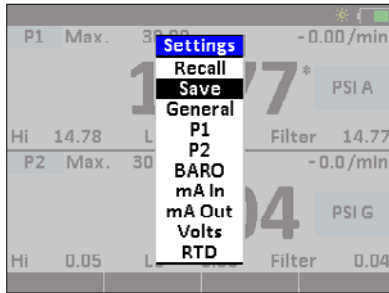 P1 Max. -0.00/min
Settings
Recall
Save
General
P1
P2
BARO
mA In
mA Out
Volts
RTD
* PSI A
Hi 14.78 Filter 14.77
P2 Max. 30 -0.0/min
PSI G
Hi 0.05 Filter 0.04